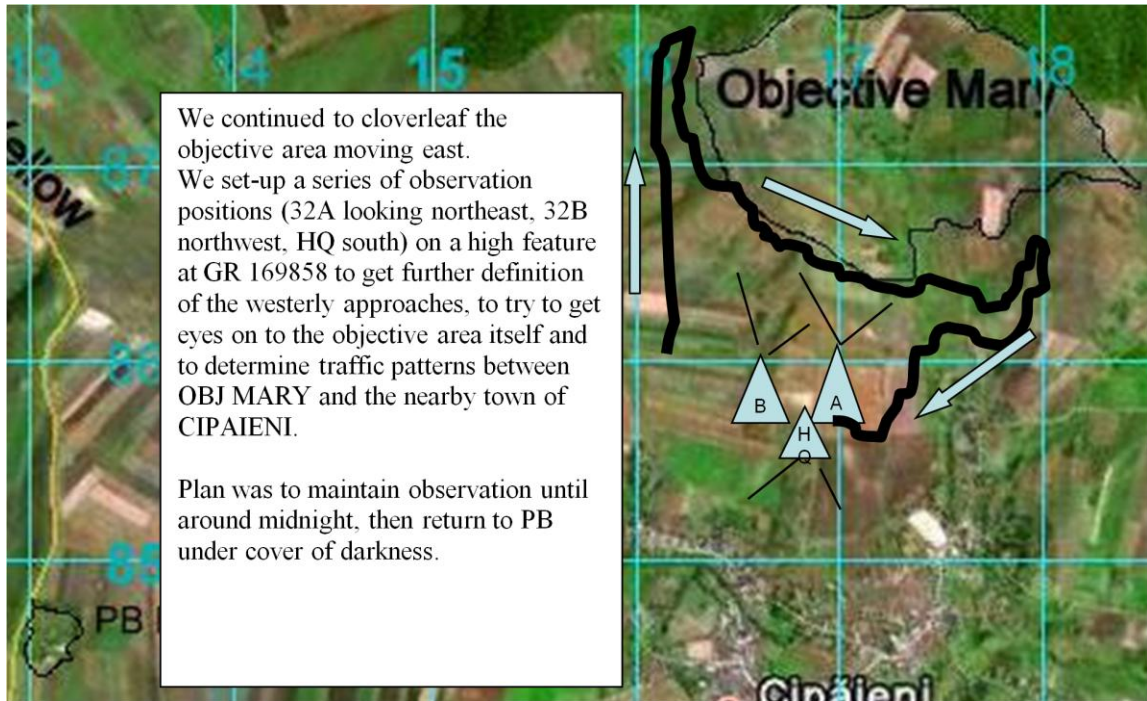 13
14
15
16
17
18
Objective Mary
87
We continued to cloverleaf the
objective area moving east.
We set-up a series of observation
positions (32A looking northeast, 32B
northwest, HQ south) on a high feature
at GR 169858 to get further definition
of the westerly approaches, to try to get
eyes on to the objective area itself and
to determine traffic patterns between
OBJ MARY and the nearby town of
CIPAIENI.
Plan was to maintain observation until
around midnight, then return to PB
under cover of darkness.
86
B
A
H
Q
85
PB
Cipăieni